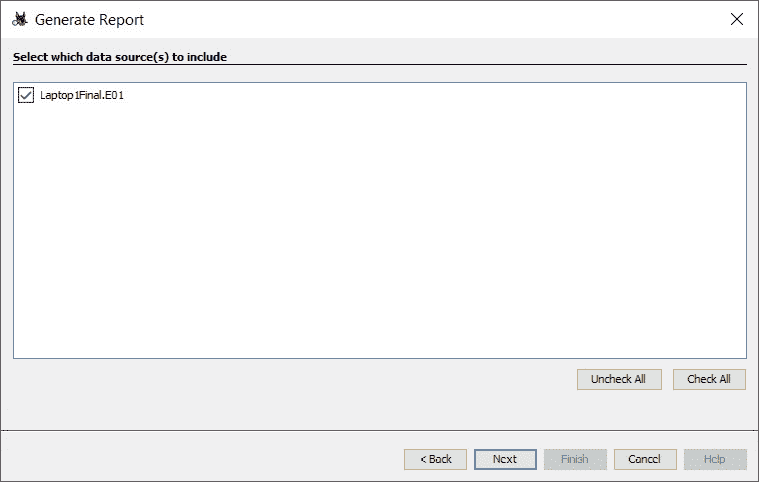 Generate Report
Select which data source(s) to include
Laptop1Final.E01
Uncheck All Check All
< Back Next Finish Cancel Help